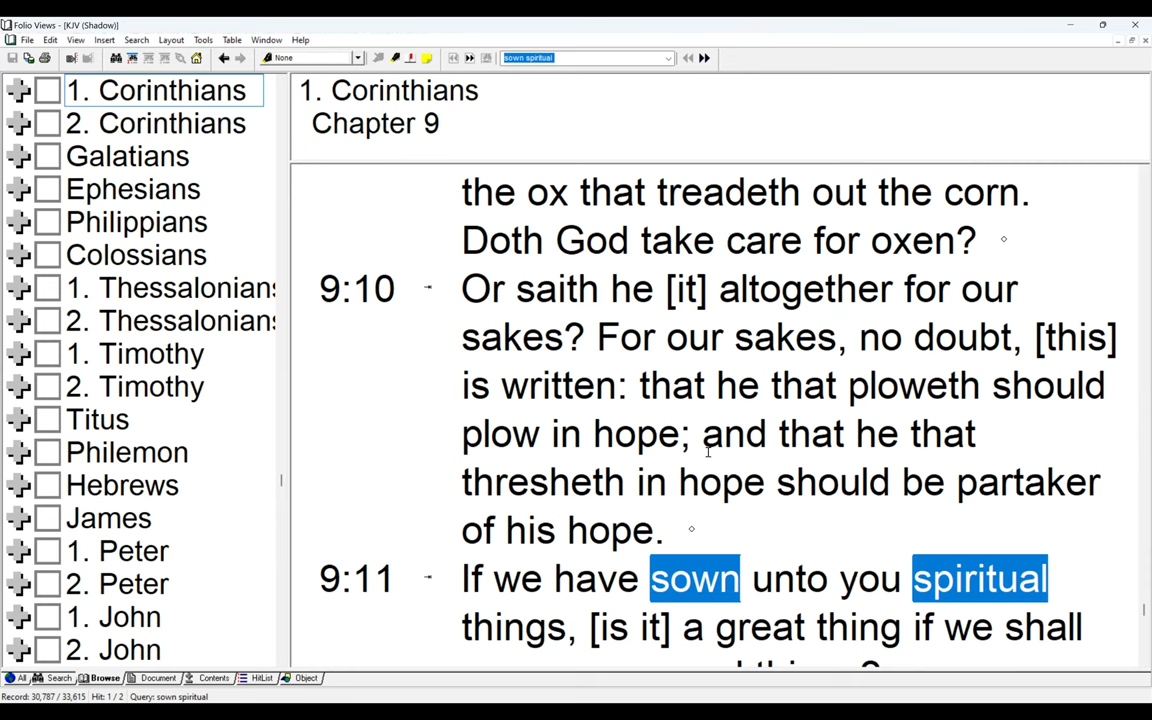 Folio Views - [KJV (Shadow)]
File Edit View Insert Search Layout Tools Table Window Help
None
sown spiritual
1. Corinthians
2. Corinthians
Galatians
Ephesians
Philippians
Colossians
1. Thessalonians
2. Thessalonians
1. Timothy
2. Timothy
Titus
Philemon
Hebrews
James
1. Peter
2. Peter
1. John
2. John
1. Corinthians
Chapter 9
the ox that treadeth out the corn.
Doth God take care for oxen?
9:10 Or saith he [it] altogether for our
sakes? For our sakes, no doubt, [this]
is written: that he that ploweth should
plow in hope; and that he that
thresheth in hope should be partaker
of his hope.
9:11 If we have sown unto you spiritual
things, [is it] a great thing if we shall
All Search Browse Document Contents HitList Object
Record: 30,787 / 33,615 Hit: 1 / 2 Query: sown spiritual